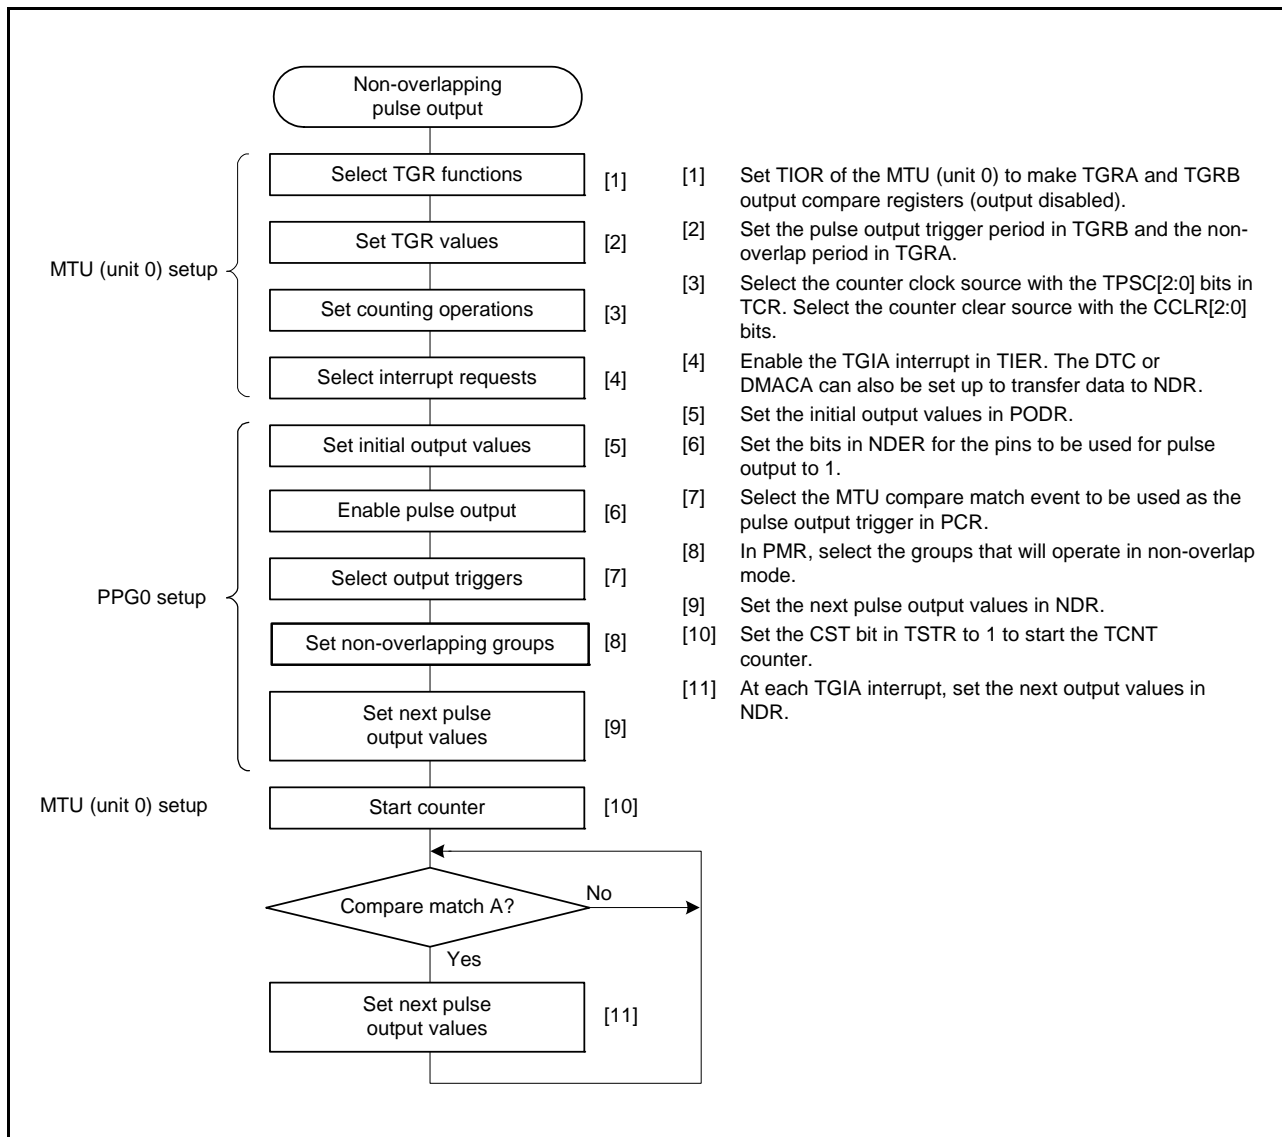 Non-overlapping
pulse output
MTU (unit 0) setup
Select TGR functions
[1]
Set TGR values
[2]
Set counting operations
[3]
Select interrupt requests
[4]
PPG0 setup
Set initial output values
[5]
Enable pulse output
[6]
Select output triggers
[7]
Set non-overlapping groups
[8]
Set next pulse
output values
[9]
MTU (unit 0) setup
Start counter
[10]
Compare match A?
No
Yes
Set next pulse
output values
[11]
[1] Set TIOR of the MTU (unit 0) to make TGRA and TGRB
output compare registers (output disabled).
[2] Set the pulse output trigger period in TGRB and the non-
overlap period in TGRA.
[3] Select the counter clock source with the TPSC[2:0] bits in
TCR. Select the counter clear source with the CCLR[2:0]
bits.
[4] Enable the TGIA interrupt in TIER. The DTC or
DMACA can also be set up to transfer data to NDR.
[5] Set the initial output values in PODR.
[6] Set the bits in NDER for the pins to be used for pulse
output to 1.
[7] Select the MTU compare match event to be used as the
pulse output trigger in PCR.
[8] In PMR, select the groups that will operate in non-overlap
mode.
[9] Set the next pulse output values in NDR.
[10] Set the CST bit in TSTR to 1 to start the TCNT
counter.
[11] At each TGIA interrupt, set the next output values in
NDR.